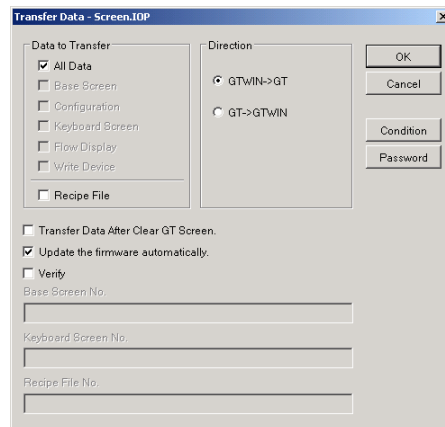 Transfer Data - Screen.IOP
Data to Transfer
All Data
Base Screen
Configuration
Keyboard Screen
Flow Display
Write Device
Recipe File
Direction
GTWIN->GT
GT->GTWIN
OK
Cancel
Condition
Password
Transfer Data After Clear GT Screen.
Update the firmware automatically.
Verify
Base Screen No.
Keyboard Screen No.
Recipe File No.